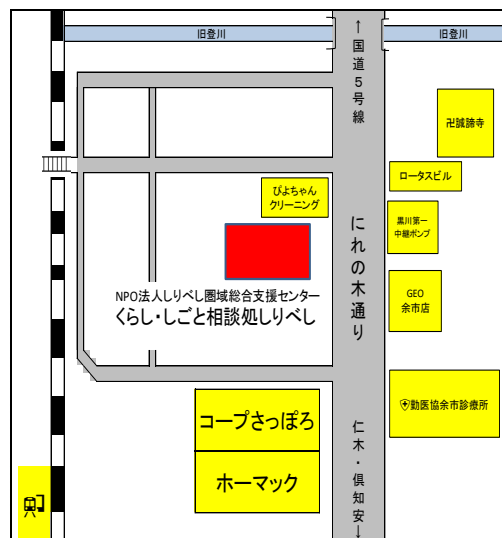 旧登川
旧登川
↑国道5号線
卍誠諦寺
ロータスビル
ぴよちゃん
クリーニング
黒川第一
中継ポンプ
にれの木通り
GEO
余市店
NPO法人しりべし圏域総合支援センター
くらし・しごと相談処しりべし
勤医協余市診療所
コープさっぽろ
ホーマック
仁木・倶知安↓